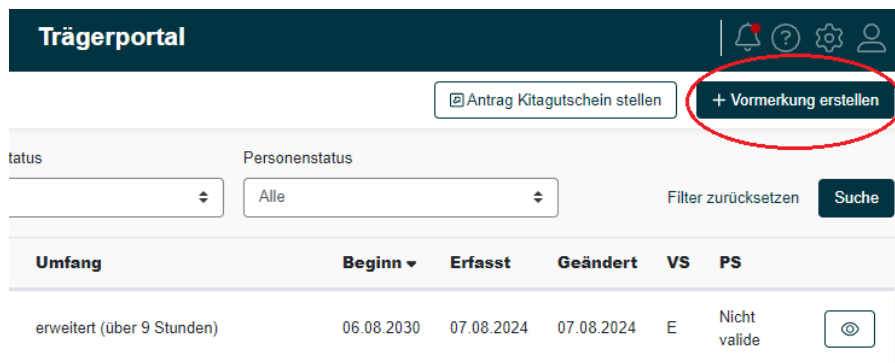 Trägerportal
Antrag Kitagutschein stellen
+ Vormerkung erstellen
tatus
Personenstatus
Alle
Filter zurücksetzen
Suche
Umfang Beginn Erfasst Geändert VS PS
erweitert (über 9 Stunden) 06.08.2030 07.08.2024 07.08.2024 E Nicht
valide